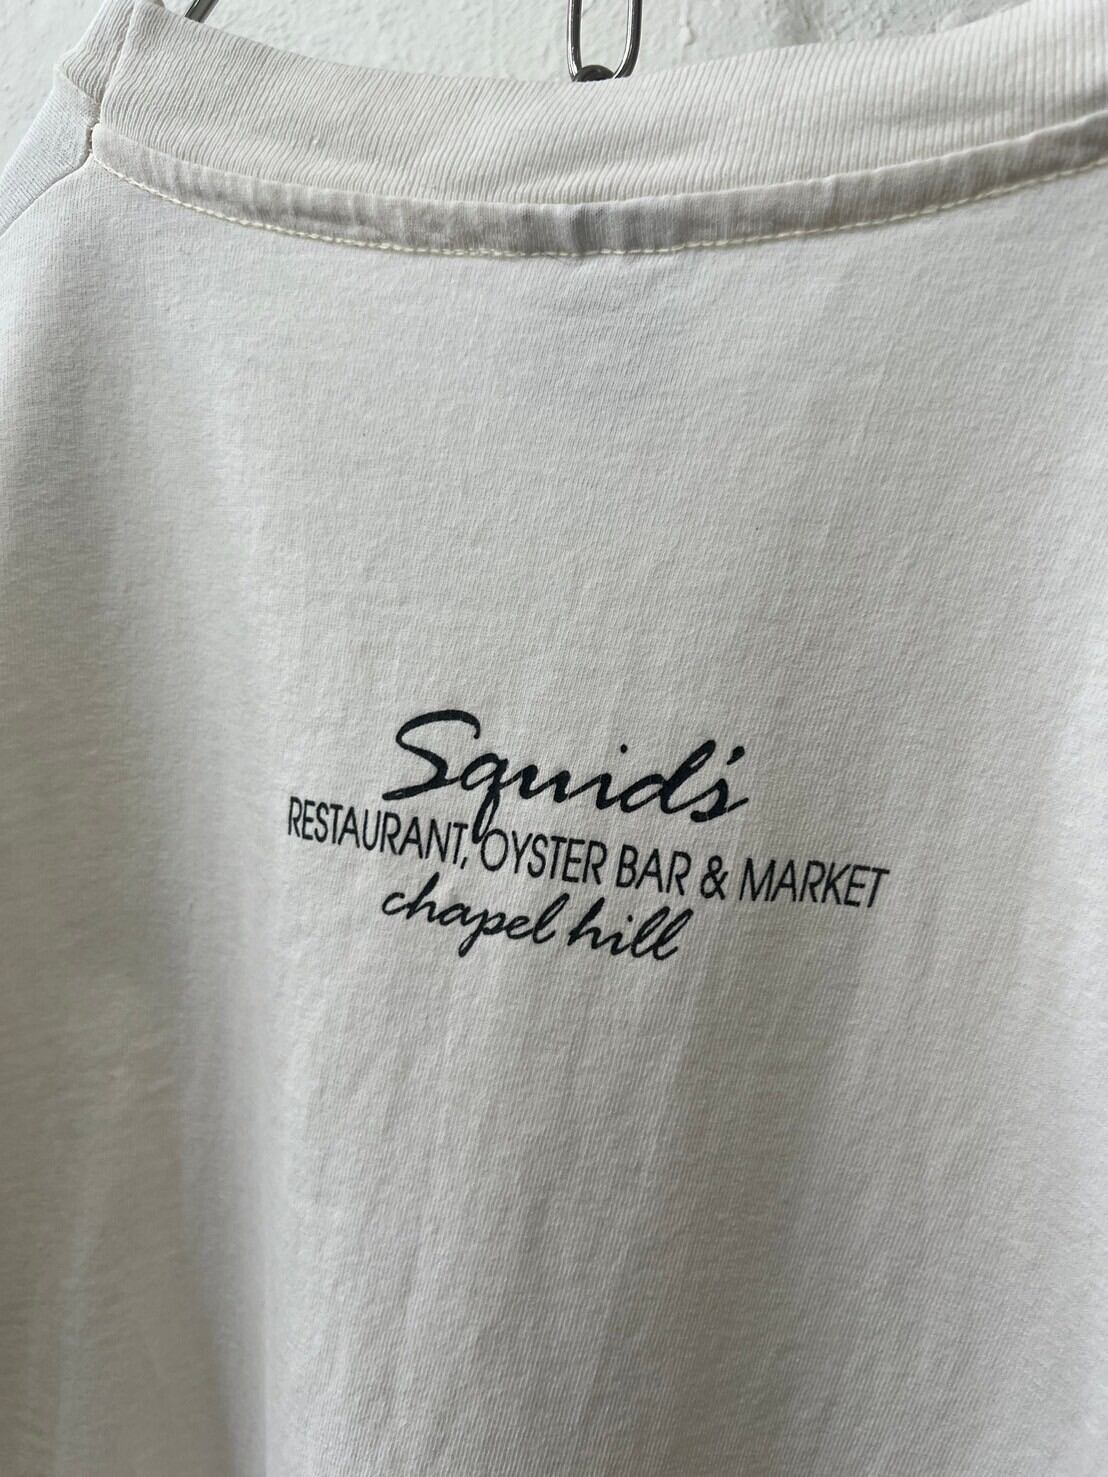 Squid's
RESTAURANT, OYSTER BAR & MARKET
chapel hill